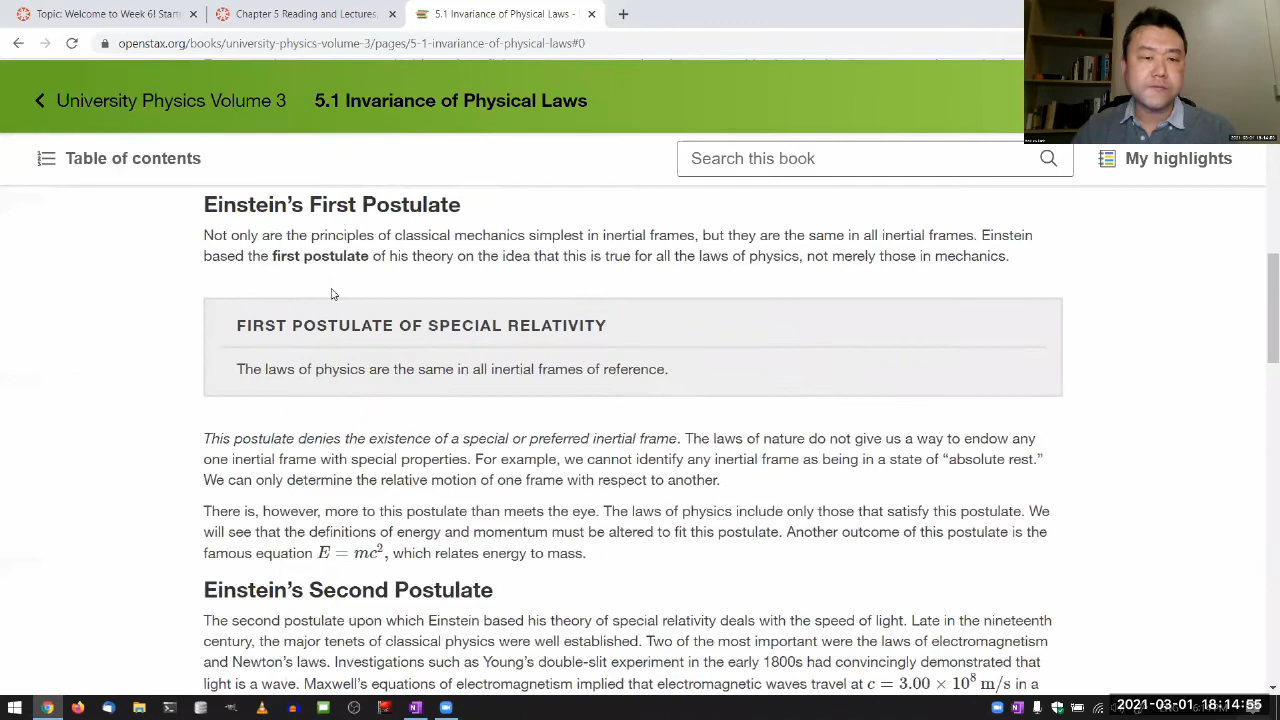 Topic: Welcome to Week 6! Start
Chapter 5 Reading and Lectures
5.1 Invariance of Physical Laws -
openstax.org/books/university-physics-volume-3/pages/5-1-invariance-of-physical-laws#0
2021-03-01 18:14:55
University Physics Volume 3
5.1 Invariance of Physical Laws
Table of contents
Search this book
My highlights
Einstein's First Postulate
Not only are the principles of classical mechanics simplest in inertial frames, but they are the same in all inertial frames. Einstein
based the first postulate of his theory on the idea that this is true for all the laws of physics, not merely those in mechanics.
FIRST POSTULATE OF SPECIAL RELATIVITY
The laws of physics are the same in all inertial frames of reference.
This postulate denies the existence of a special or preferred inertial frame. The laws of nature do not give us a way to endow any
one inertial frame with special properties. For example, we cannot identify any inertial frame as being in a state of “absolute rest.”
We can only determine the relative motion of one frame with respect to another.
There is, however, more to this postulate than meets the eye. The laws of physics include only those that satisfy this postulate. We
will see that the definitions of energy and momentum must be altered to fit this postulate. Another outcome of this postulate is the
famous equation E = mc², which relates energy to mass.
Einstein's Second Postulate
The second postulate upon which Einstein based his theory of special relativity deals with the speed of light. Late in the nineteenth
century, the major tenets of classical physics were well established. Two of the most important were the laws of electromagnetism
and Newton's laws. Investigations such as Young's double-slit experiment in the early 1800s had convincingly demonstrated that
light is a wave. Maxwell's equations of electromagnetism implied that electromagnetic waves travel at c = 3.00 × 10⁸ m/s in a
2021-03-01 18:14:55